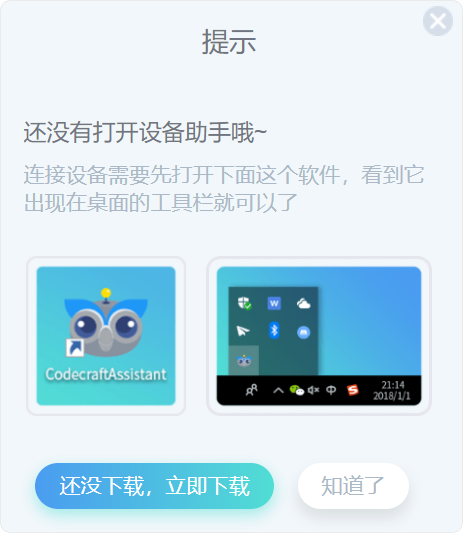 提示
还没有打开设备助手哦~
连接设备需要先打开下面这个软件，看到它
出现在桌面的工具栏就可以了
CodecraftAssistant
W
中
S
21:14
2018/1/1
还没下载，立即下载
知道了